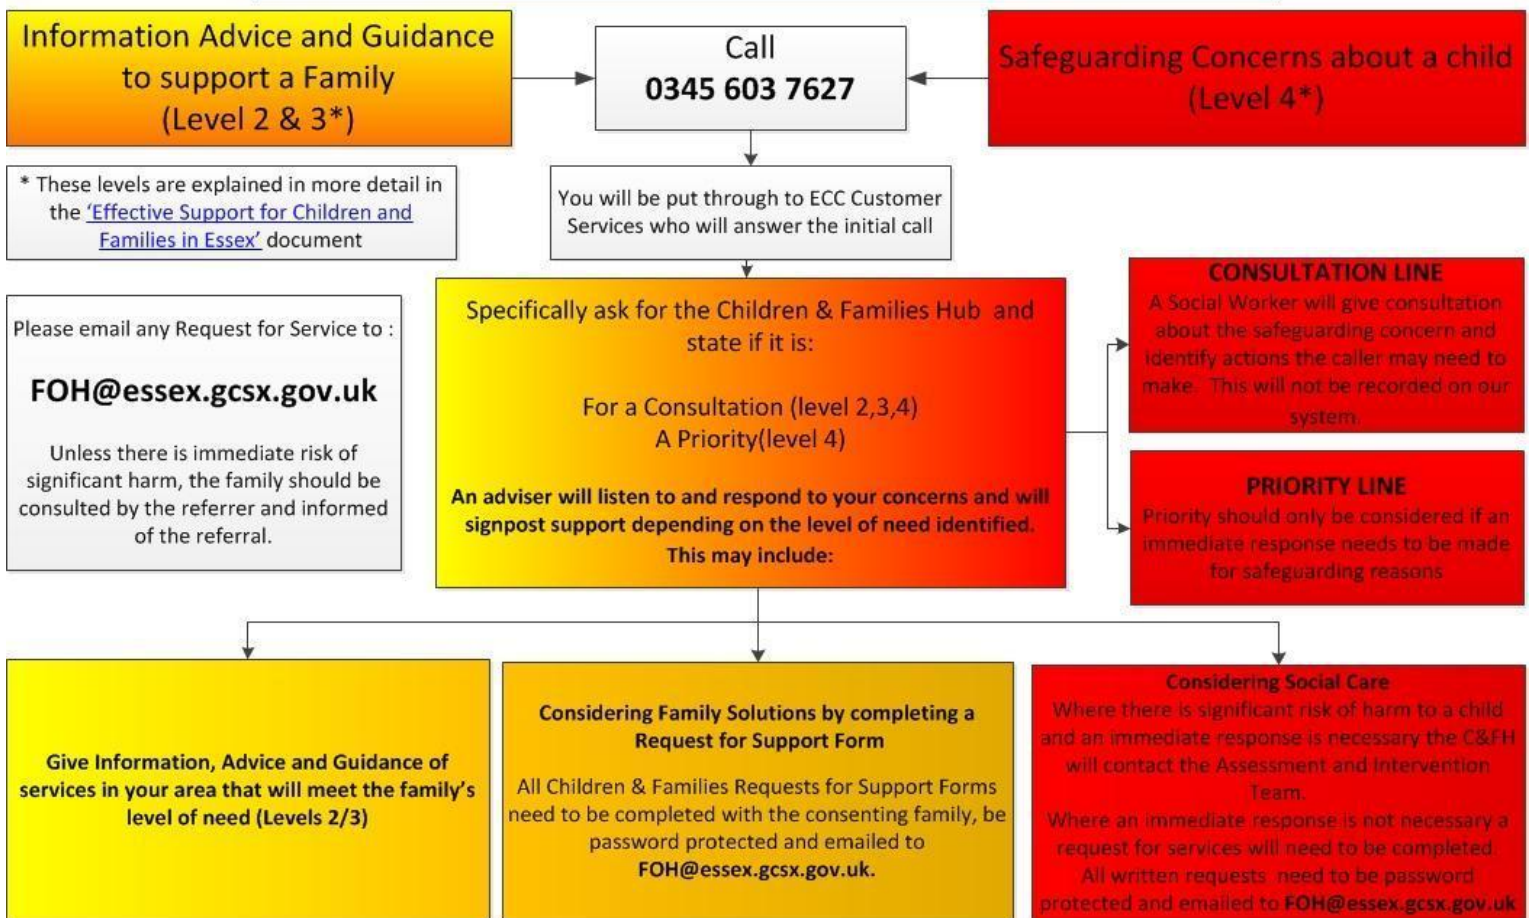 Information Advice and Guidance
to support a Family
(Level 2 & 3*)
Call
0345 603 7627
Safeguarding Concerns about a child
(Level 4*)
* These levels are explained in more detail in
the 'Effective Support for Children and
Families in Essex' document
You will be put through to ECC Customer
Services who will answer the initial call
Please email any Request for Service to :
FOH@essex.gcsx.gov.uk
Unless there is immediate risk of
significant harm, the family should be
consulted by the referrer and informed
of the referral.
Specifically ask for the Children & Families Hub and
state if it is:
For a Consultation (level 2,3,4)
A Priority(level 4)
An adviser will listen to and respond to your concerns and will
signpost support depending on the level of need identified.
This may include:
CONSULTATION LINE
A Social Worker will give consultation
about the safeguarding concern and
identify actions the caller may need to
make. This will not be recorded on our
system.
PRIORITY LINE
Priority should only be considered if an
immediate response needs to be made
for safeguarding reasons
Give Information, Advice and Guidance of
services in your area that will meet the family's
level of need (Levels 2/3)
Considering Family Solutions by completing a
Request for Support Form
All Children & Families Requests for Support Forms
need to be completed with the consenting family, be
password protected and emailed to
FOH@essex.gcsx.gov.uk.
Considering Social Care
Where there is significant risk of harm to a child
and an immediate response is necessary the C&FH
will contact the Assessment and Intervention
Team.
Where an immediate response is not necessary a
request for services will need to be completed.
All written requests need to be password
protected and emailed to FOH@essex.gcsx.gov.uk